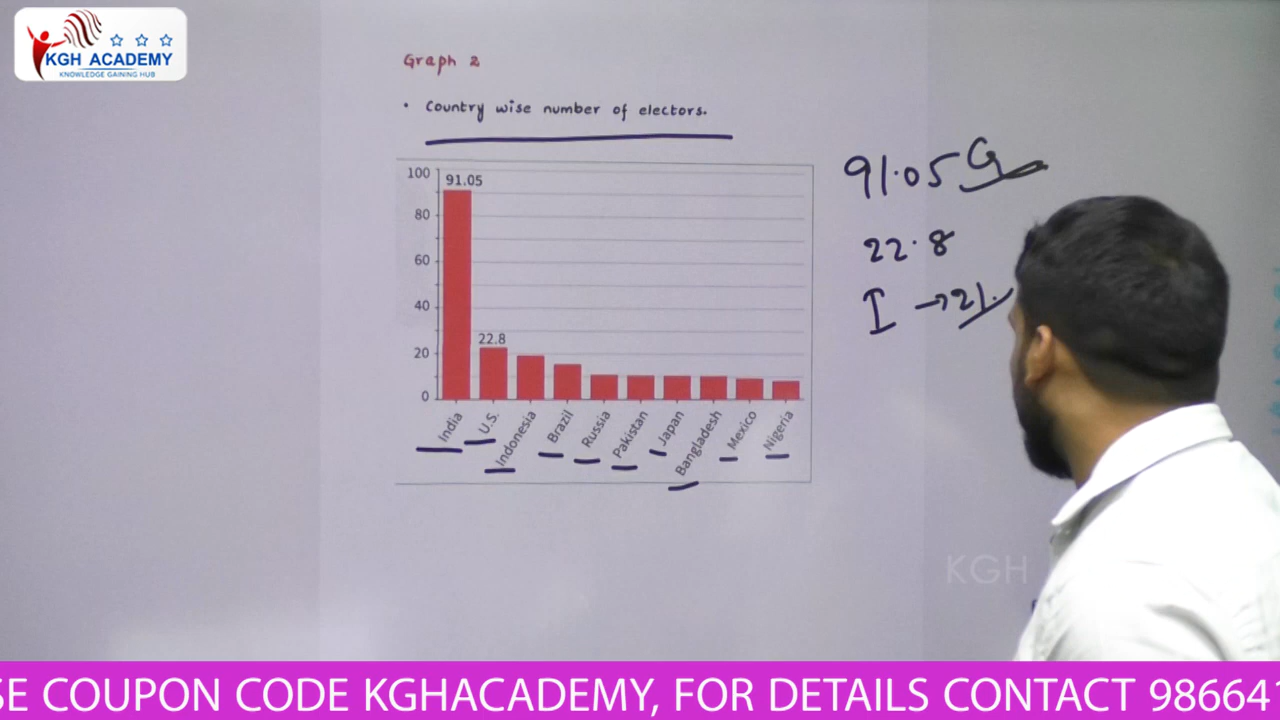 KGH ACADEMY
KNOWLEDGE GAINING HUB
Graph 2
• Country wise number of electors.
100
91.05
80
60
40
22.8
20
0
India
U.S.
Indonesia
Brazil
Russia
Pakistan
Japan
Bangladesh
Mexico
Nigeria
91.05
22.8
I →
KGH
SE COUPON CODE KGHACADEMY, FOR DETAILS CONTACT 98664